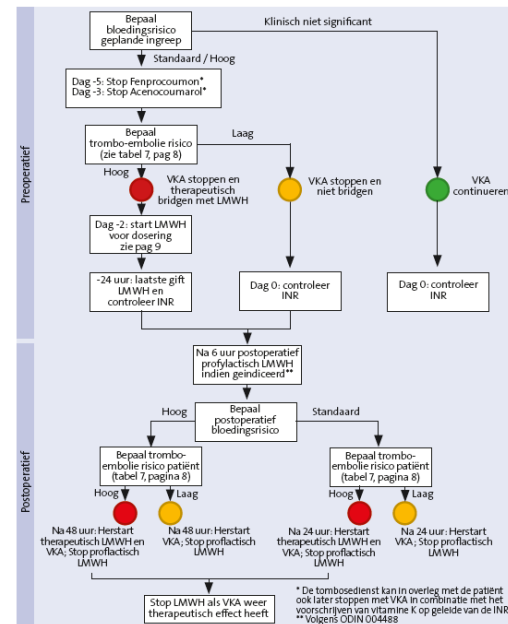 Preoperatief
Bepaal
bloedingsrisico
geplande ingreep
Klinisch niet significant
Standaard / Hoog
Dag -5: Stop Fenprocoumon*
Dag -3: Stop Acenocoumarol*
Bepaal
trombo-embolie risico
(zie tabel 7, pag 8)
Laag
Hoog
VKA stoppen en
therapeutisch
bridgen met LMWH
VKA stoppen en
niet bridgen
VKA
continueren
Dag -2: start LMWH
voor dosering
zie pag 9
-24 uur: laatste gift
LMWH en
controleer INR
Dag 0: controleer
INR
Dag 0: controleer
INR
Postoperatief
Na 6 uur postoperatief
profylactisch LMWH
indien geïndiceerd**
Hoog
Bepaal
postoperatief
bloedingsrisico
Standaard
Bepaal trombo-
embolie risico patiënt
(tabel 7, pagina 8)
Bepaal trombo-
embolie risico patiënt
(tabel 7, pagina 8)
Hoog
Laag
Hoog
Laag
Na 48 uur: Herstart
therapeutisch LMWH en
VKA; Stop proflactisch
LMWH
Na 48 uur: Herstart
VKA; Stop proflactisch
LMWH
Na 24 uur: Herstart
therapeutisch LMWH en
VKA; Stop proflactisch
LMWH
Na 24 uur: Herstart
VKA; Stop proflactisch
LMWH
Stop LMWH als VKA weer
therapeutisch effect heeft
* De tombosedienst kan in overleg met de patiënt
ook later stoppen met VKA in combinatie met het
voorschrijven van vitamine K op geleide van de INR
** Volgens ODIN 004488